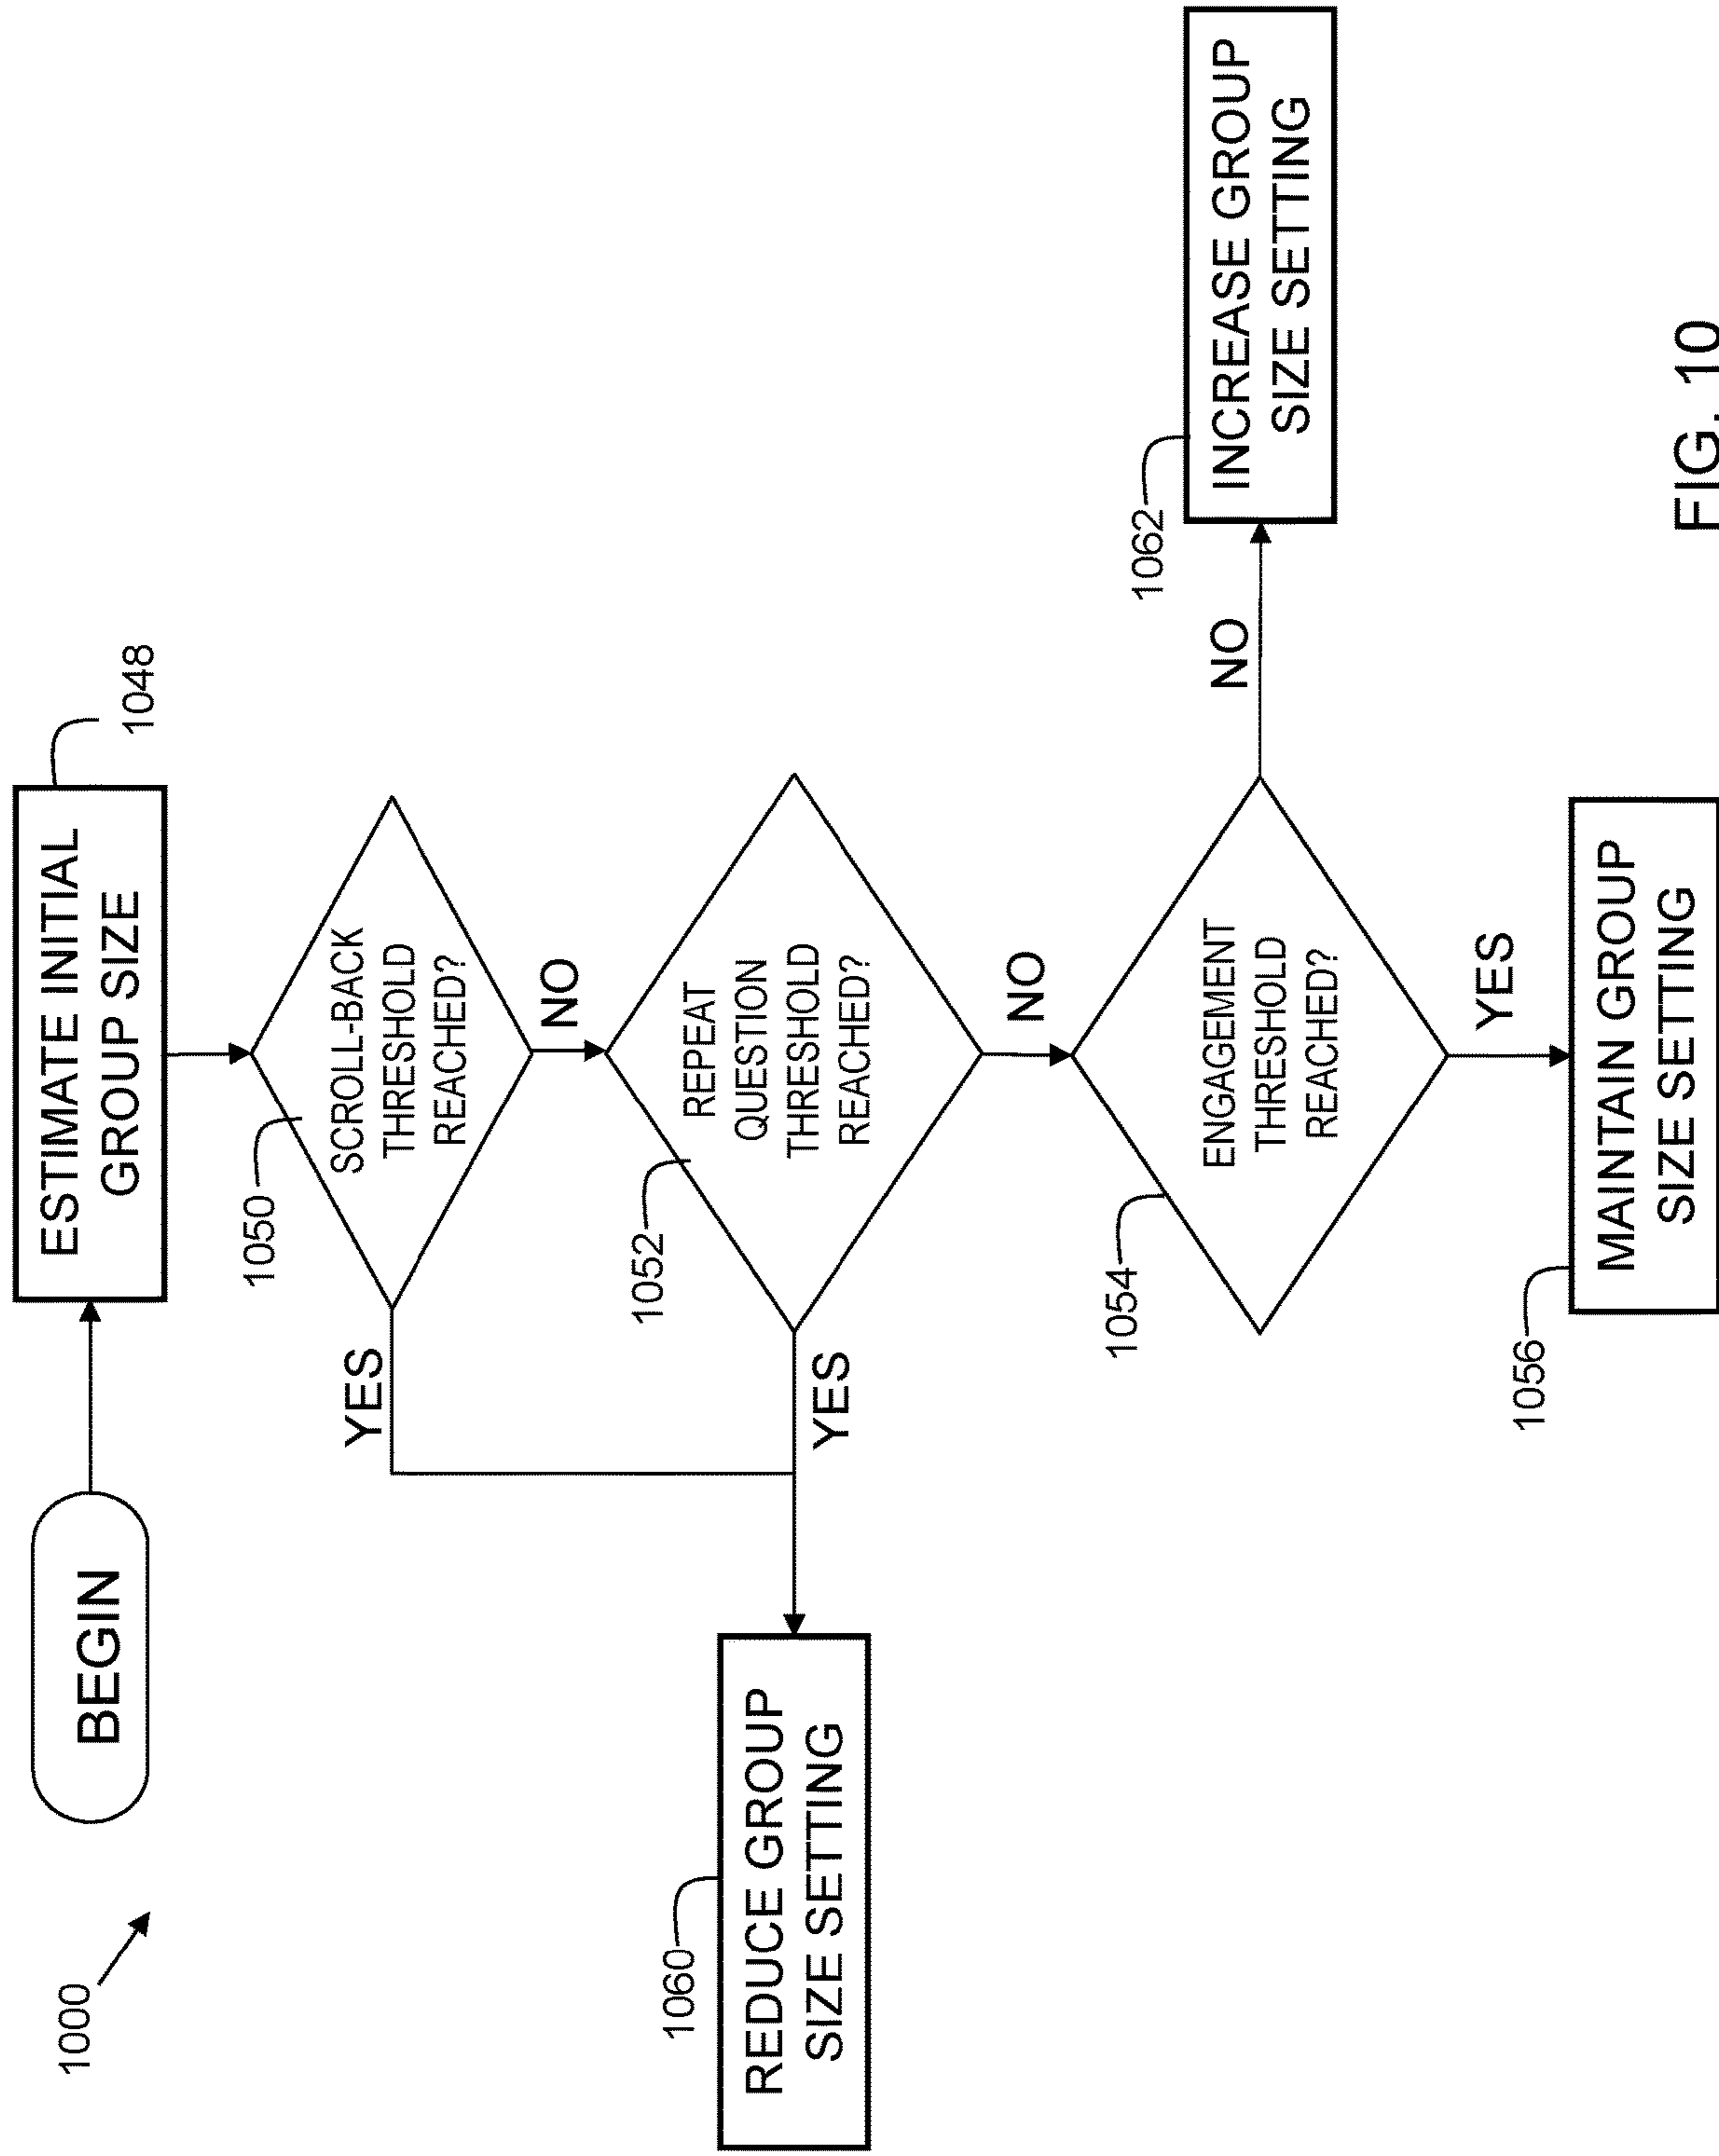 1000
BEGIN
ESTIMATE INITIAL
GROUP SIZE
1048
1050
SCROLL-BACK
THRESHOLD
REACHED?
YES
NO
1052
REPEAT
QUESTION
THRESHOLD
REACHED?
YES
NO
1060
REDUCE GROUP
SIZE SETTING
1054
ENGAGEMENT
THRESHOLD
REACHED?
NO
1062
INCREASE GROUP
SIZE SETTING
YES
1056
MAINTAIN GROUP
SIZE SETTING
FIG. 10